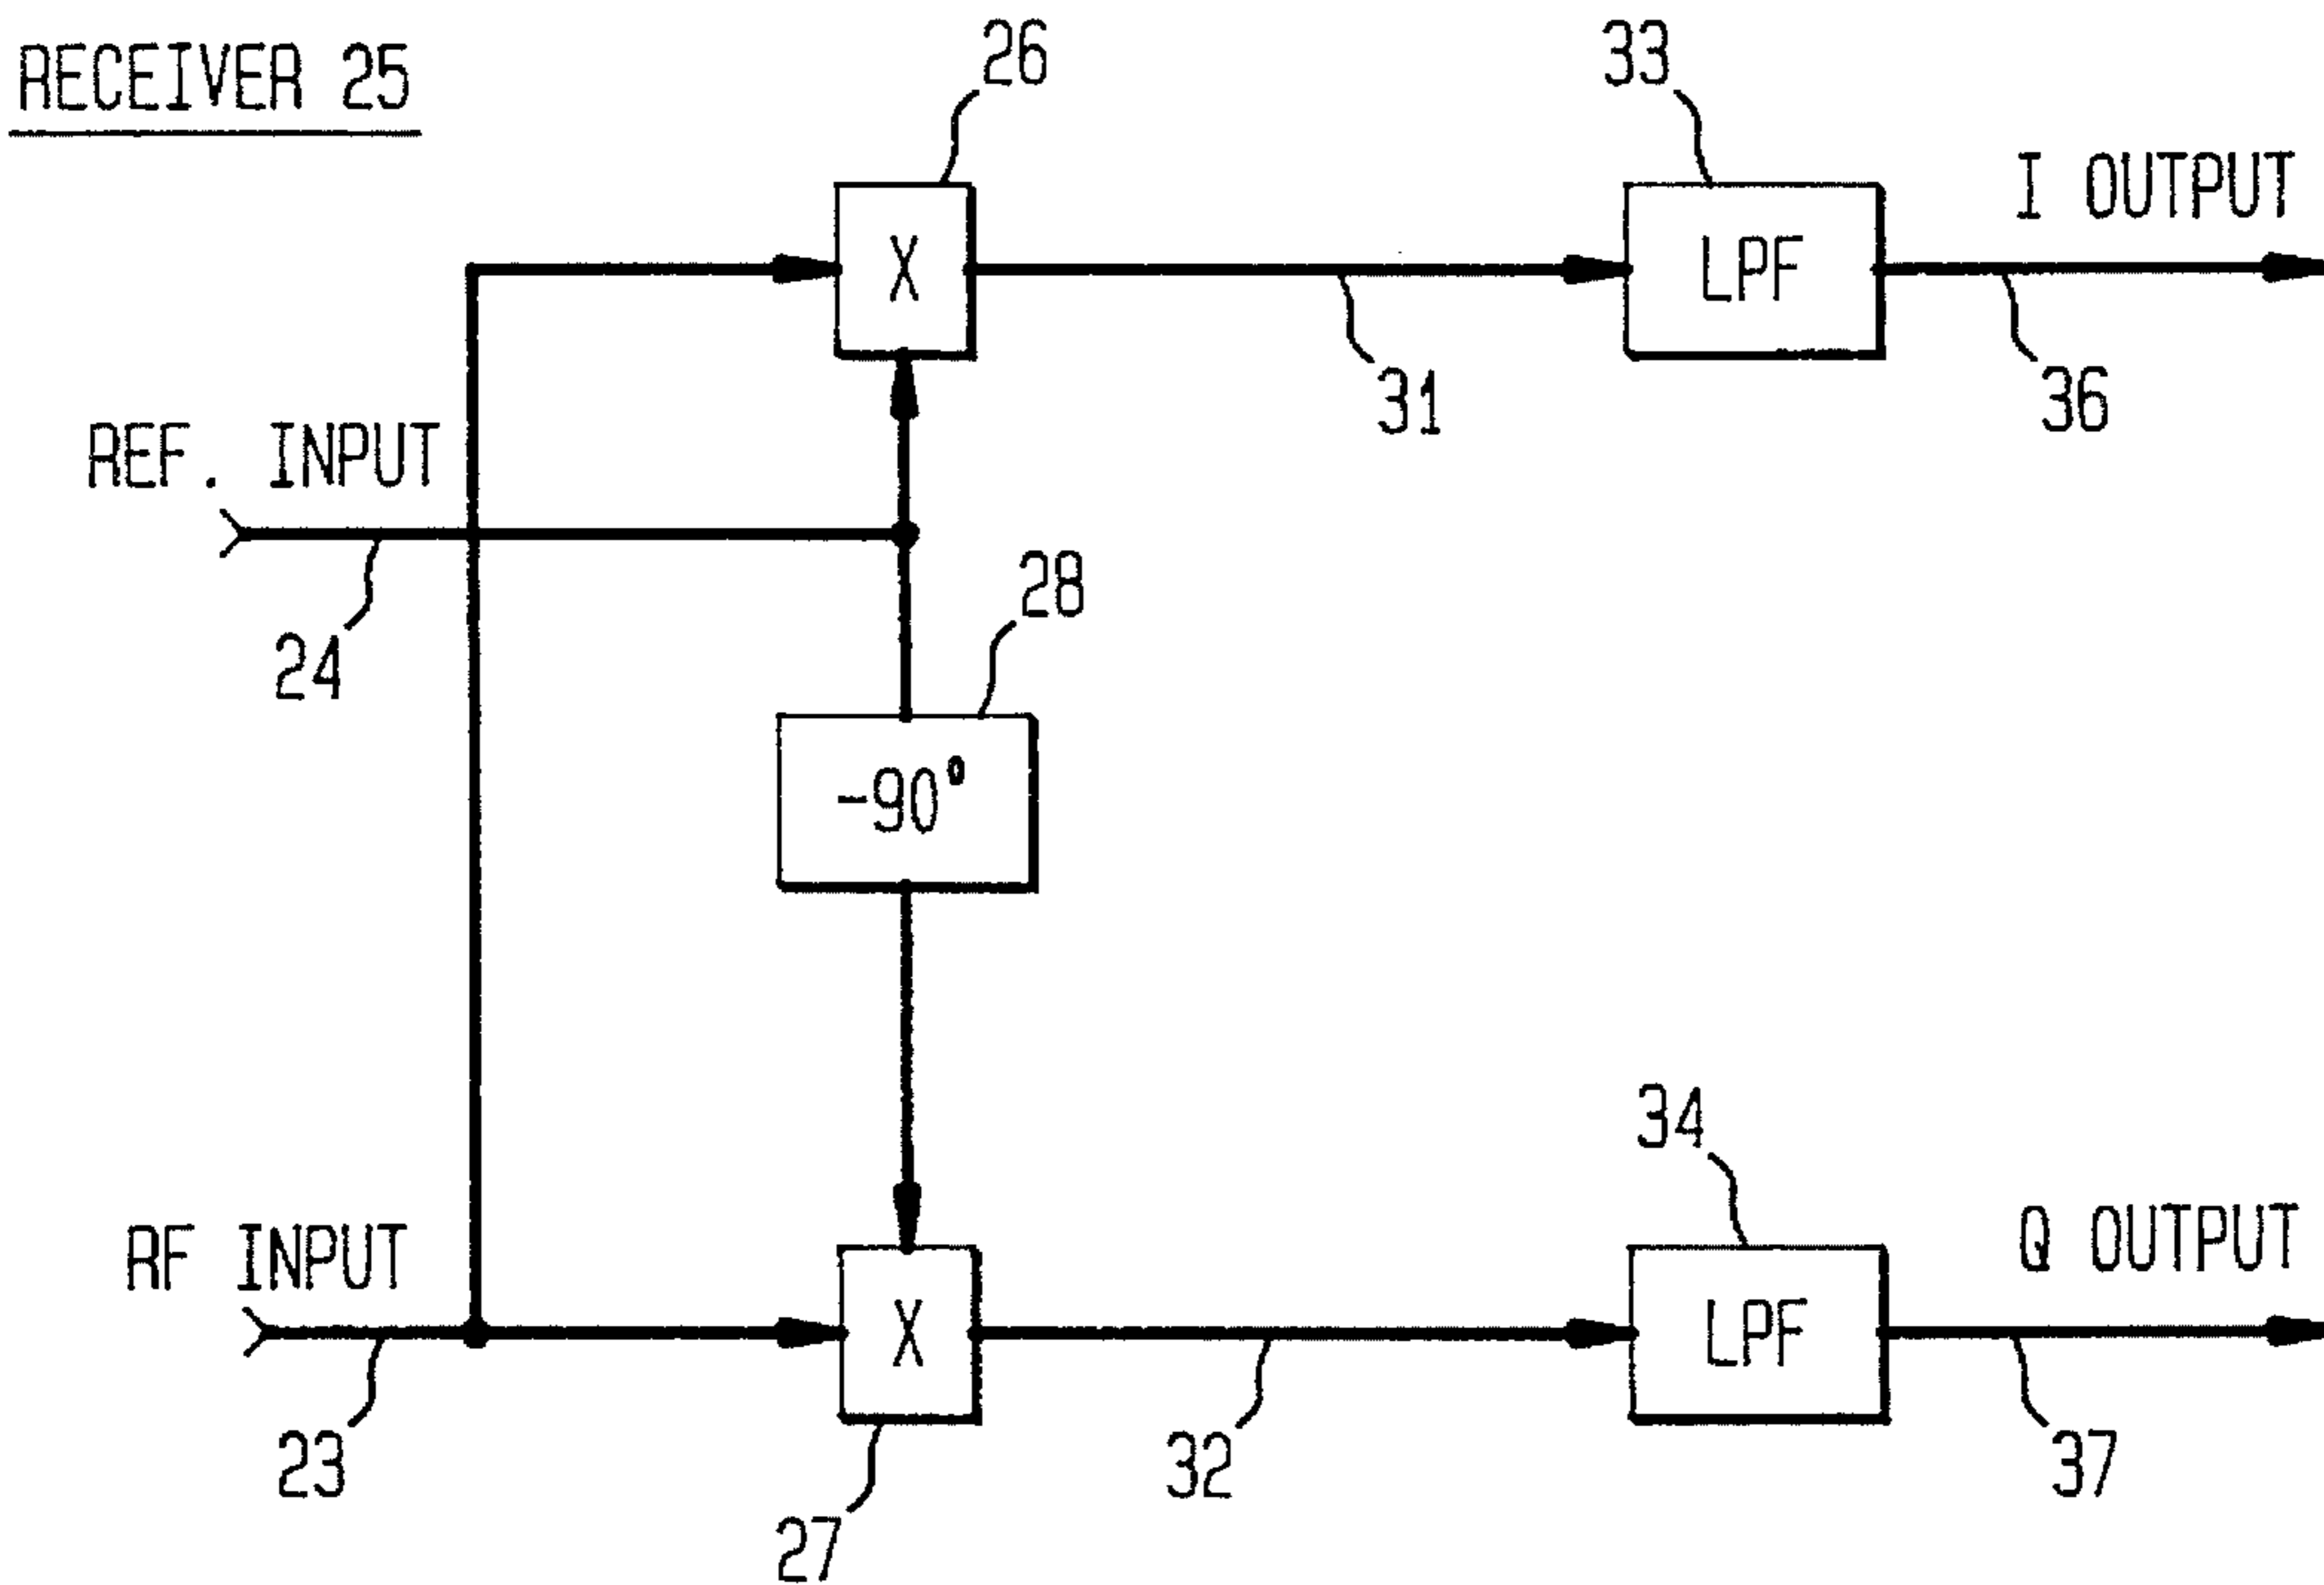 RECEIVER 25
26
33
I OUTPUT
X
LPF
31
36
REF. INPUT
24
28
-90°
34
RF INPUT
Q OUTPUT
X
LPF
23
32
37
27